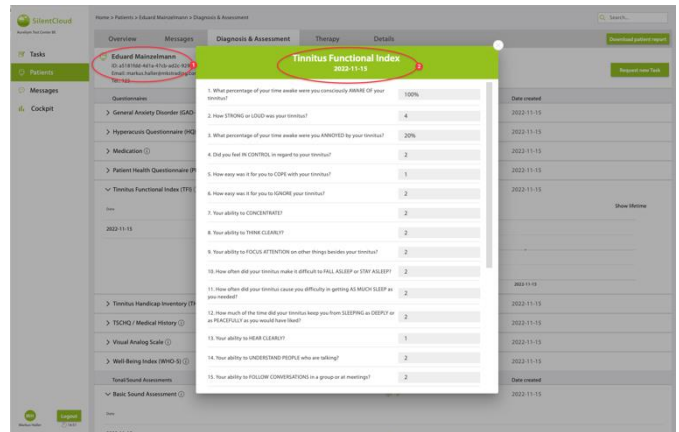 SilentCloud
Home > Patients > Eduard Mainzelmann > Diagnosis & Assessment
Search...
Overview
Messages
Diagnosis & Assessment
Therapy
Details
Download patient report
Tasks
Patients
Messages
Cockpit
Eduard Mainzelmann
Request new Task
Tinnitus Functional Index
2022-11-15
1
2
Questionnaires
Date created
> General Anxiety Disorder (GAD-
2022-11-15
> Hyperacusis Questionnaire (HQ)
2022-11-15
> Medication
2022-11-15
> Patient Health Questionnaire (P
2022-11-15
Tinnitus Functional Index (TFI)
2022-11-15
Show lifetime
2022-11-15
2022-11-15
> Tinnitus Handicap Inventory (TH
2022-11-15
> TSCHQ / Medical History
2022-11-15
> Visual Analog Scale
2022-11-15
> Well-Being Index (WHO-5)
2022-11-15
Tonal/Sound Assessments
Date created
Basic Sound Assessment
2022-11-15
1. What percentage of your time awake were you consciously AWARE OF your
tinnitus?
100%
2. How STRONG or LOUD was your tinnitus?
4
3. What percentage of your time awake were you ANNOYED by your tinnitus?
20%
4. Did you feel IN CONTROL in regard to your tinnitus?
2
5. How easy was it for you to COPE with your tinnitus?
1
6. How easy was it for you to IGNORE your tinnitus?
2
7. Your ability to CONCENTRATE?
2
8. Your ability to THINK CLEARLY?
2
9. Your ability to FOCUS ATTENTION on other things besides your tinnitus?
2
10. How often did your tinnitus make it difficult to FALL ASLEEP or STAY ASLEEP?
2
11. How often did your tinnitus cause you difficulty in getting AS MUCH SLEEP as
you needed?
2
12. How much of the time did your tinnitus keep you from SLEEPING as DEEPLY or
as PEACEFULLY as you would have liked?
2
13. Your ability to HEAR CLEARLY?
1
14. Your ability to UNDERSTAND PEOPLE who are talking?
2
15. Your ability to FOLLOW CONVERSATIONS in a group or at meetings?
2
MH
Logout